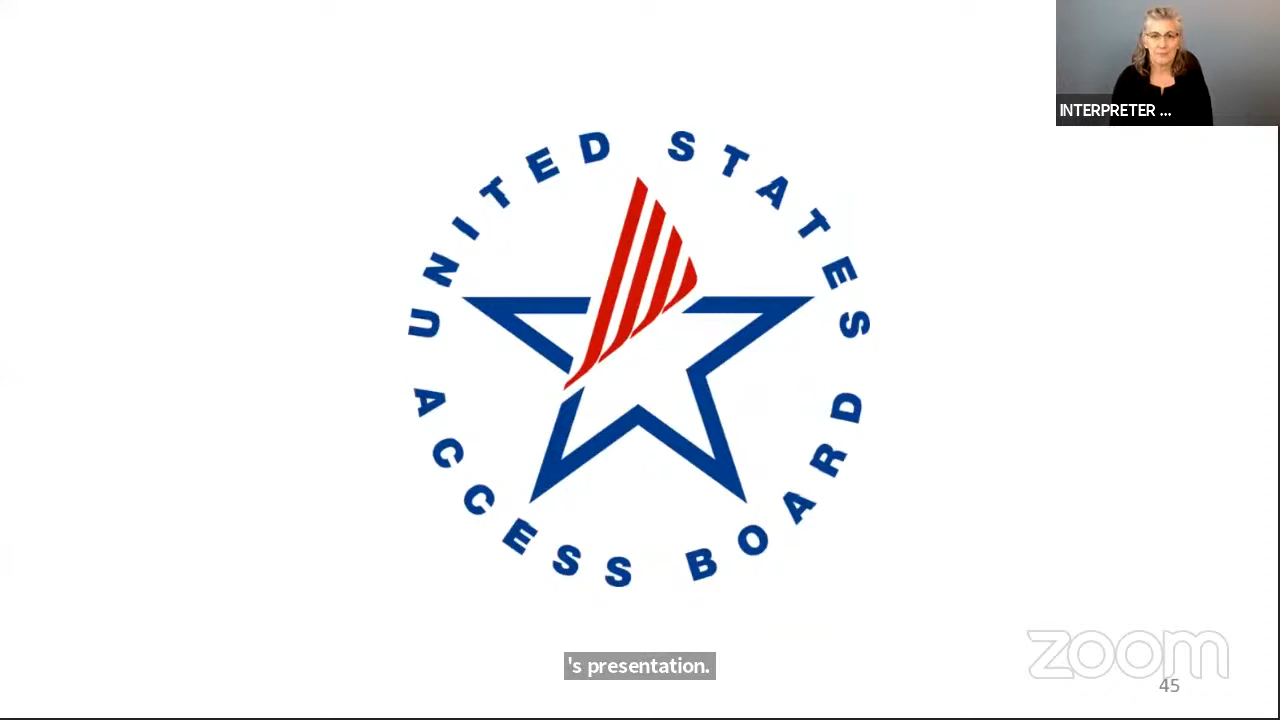 INTERPRETER ...
UNITED STATES
ACCESS BOARD
's presentation.
zoom
45